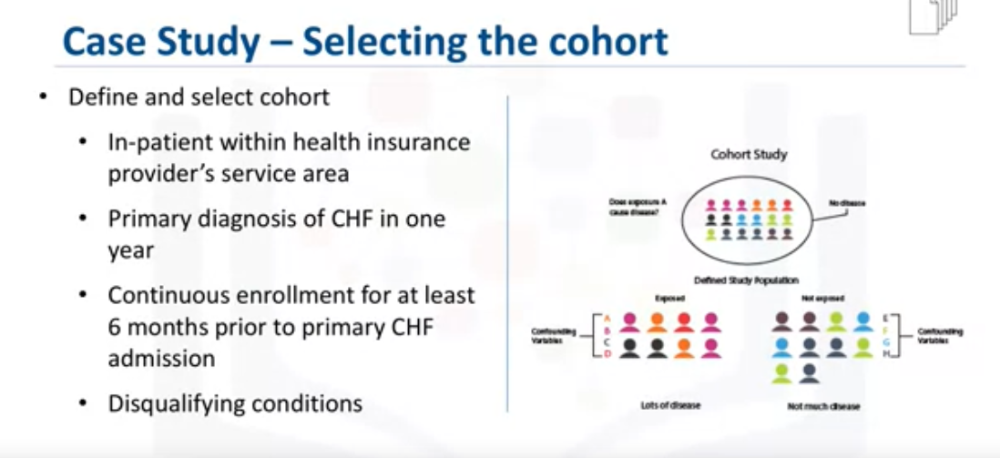 Case Study – Selecting the cohort
• Define and select cohort
• In-patient within health insurance
provider's service area
• Primary diagnosis of CHF in one
year
• Continuous enrollment for at least
6 months prior to primary CHF
admission
• Disqualifying conditions
Cohort Study
Does exposure A
cause disease?
No disease
Defined Study Population
Exposed
Not exposed
Confounding
Variables
A
B
C
D
E
F
G
H
Confounding
Variables
Lots of disease
Not much disease